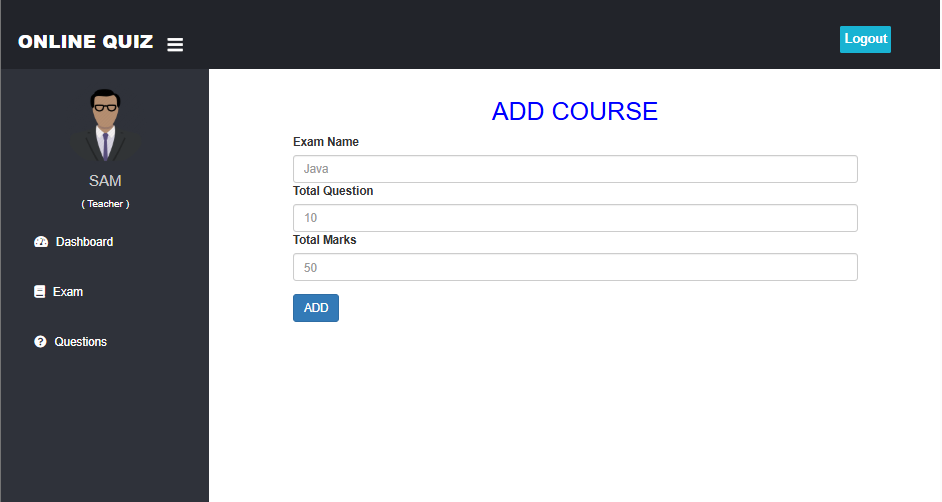 ONLINE QUIZ
Logout
SAM
( Teacher )
Dashboard
Exam
Questions
ADD COURSE
Exam Name
Java
Total Question
10
Total Marks
50
ADD